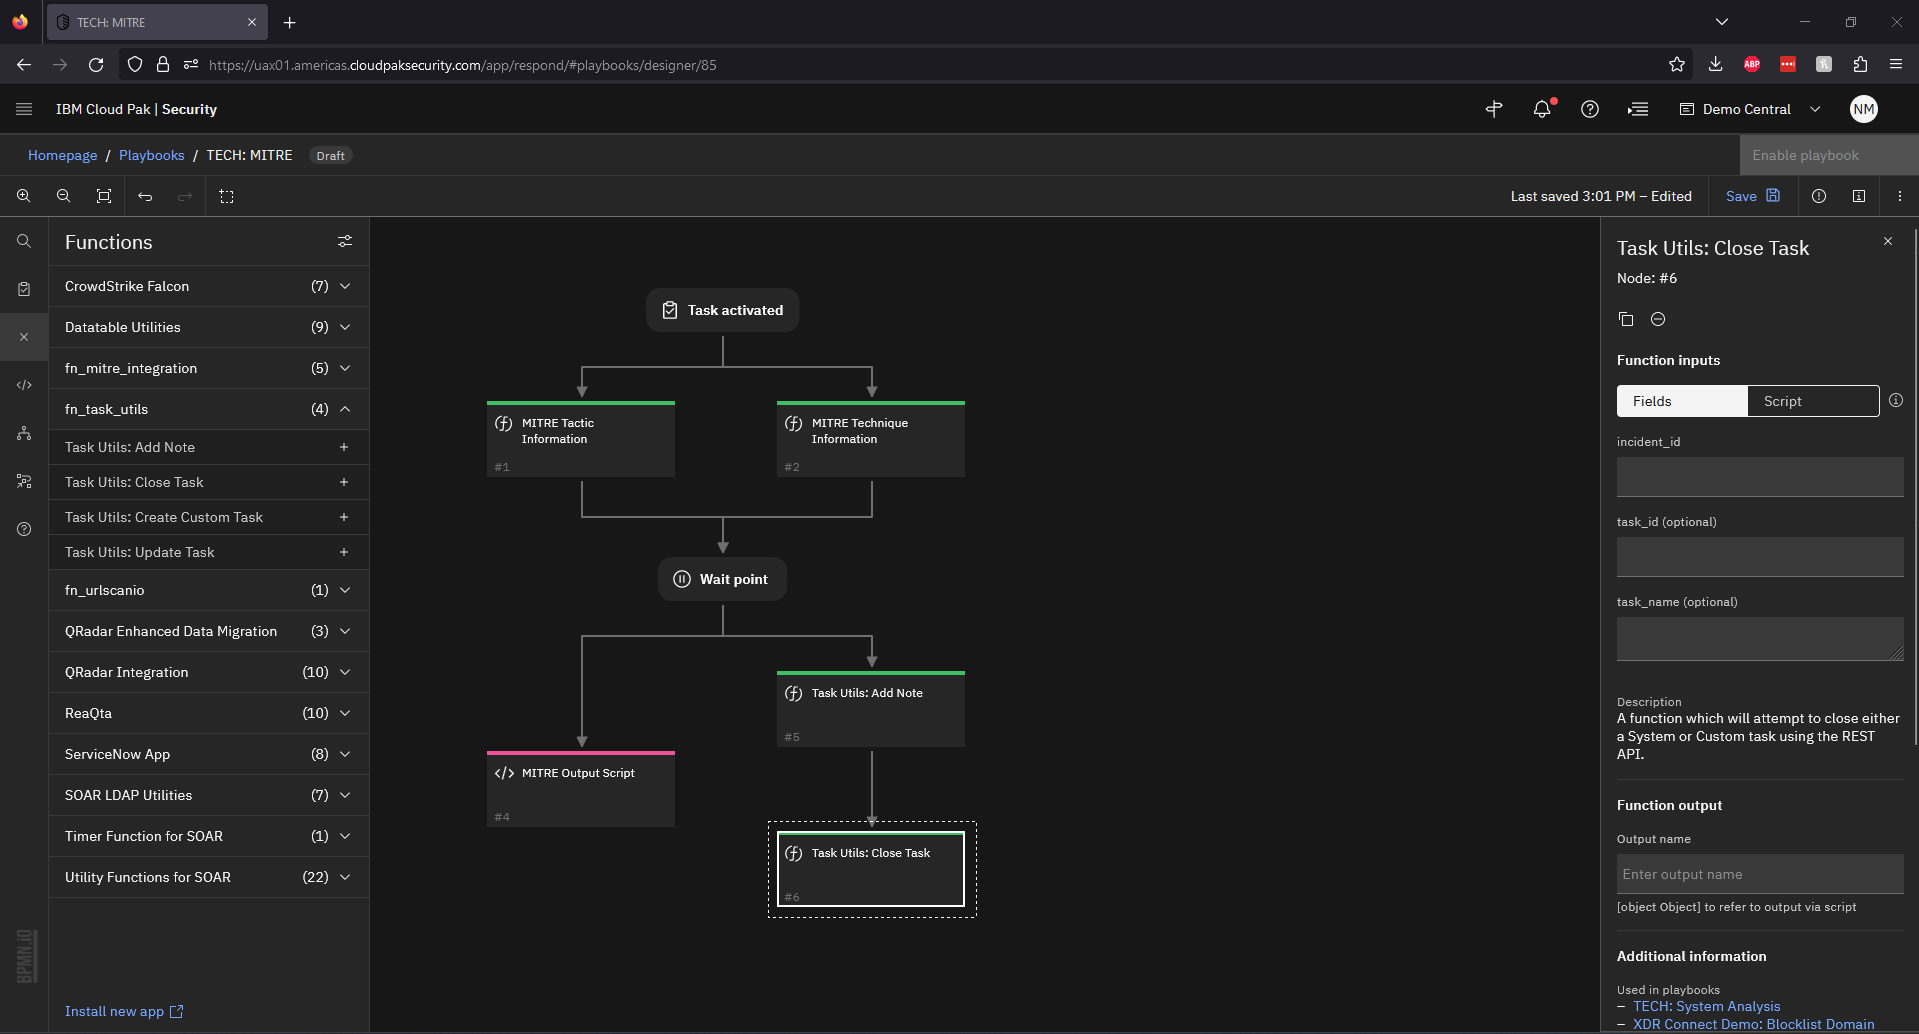 TECH: MITRE
https://uax01.americas.cloudpaksecurity.com/app/respond/#playbooks/designer/85
ABP
IBM Cloud Pak | Security
Demo Central
NM
Homepage / Playbooks / TECH: MITRE Draft
Enable playbook
Last saved 3:01 PM – Edited
Save
Functions
CrowdStrike Falcon (7)
Datatable Utilities (9)
fn_mitre_integration (5)
fn_task_utils (4)
Task Utils: Add Note
Task Utils: Close Task
Task Utils: Create Custom Task
Task Utils: Update Task
fn_urlscanio (1)
QRadar Enhanced Data Migration (3)
QRadar Integration (10)
ReaQta (10)
ServiceNow App (8)
SOAR LDAP Utilities (7)
Timer Function for SOAR (1)
Utility Functions for SOAR (22)
Install new app
BPMN.iO
Task activated
MITRE Tactic
Information
#1
MITRE Technique
Information
#2
Wait point
Task Utils: Add Note
#5
MITRE Output Script
#4
Task Utils: Close Task
#6
Task Utils: Close Task
Node: #6
Function inputs
Fields
Script
incident_id
task_id (optional)
task_name (optional)
Description
A function which will attempt to close either
a System or Custom task using the REST
API.
Function output
Output name
Enter output name
[object Object] to refer to output via script
Additional information
Used in playbooks
– TECH: System Analysis
– XDR Connect Demo: Blocklist Domain